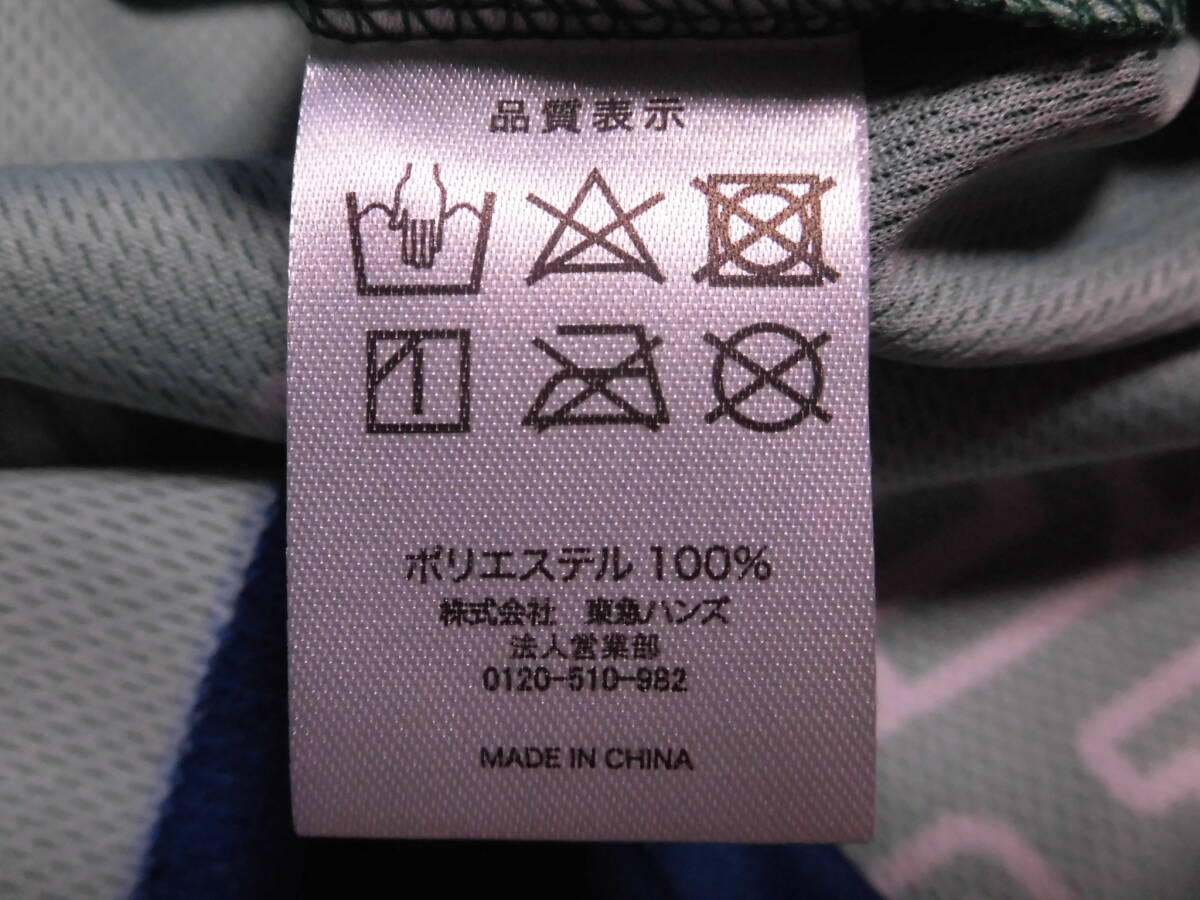 品質表示
ポリエステル 100%
株式会社 東急ハンズ
法人営業部
0120-510-982
MADE IN CHINA